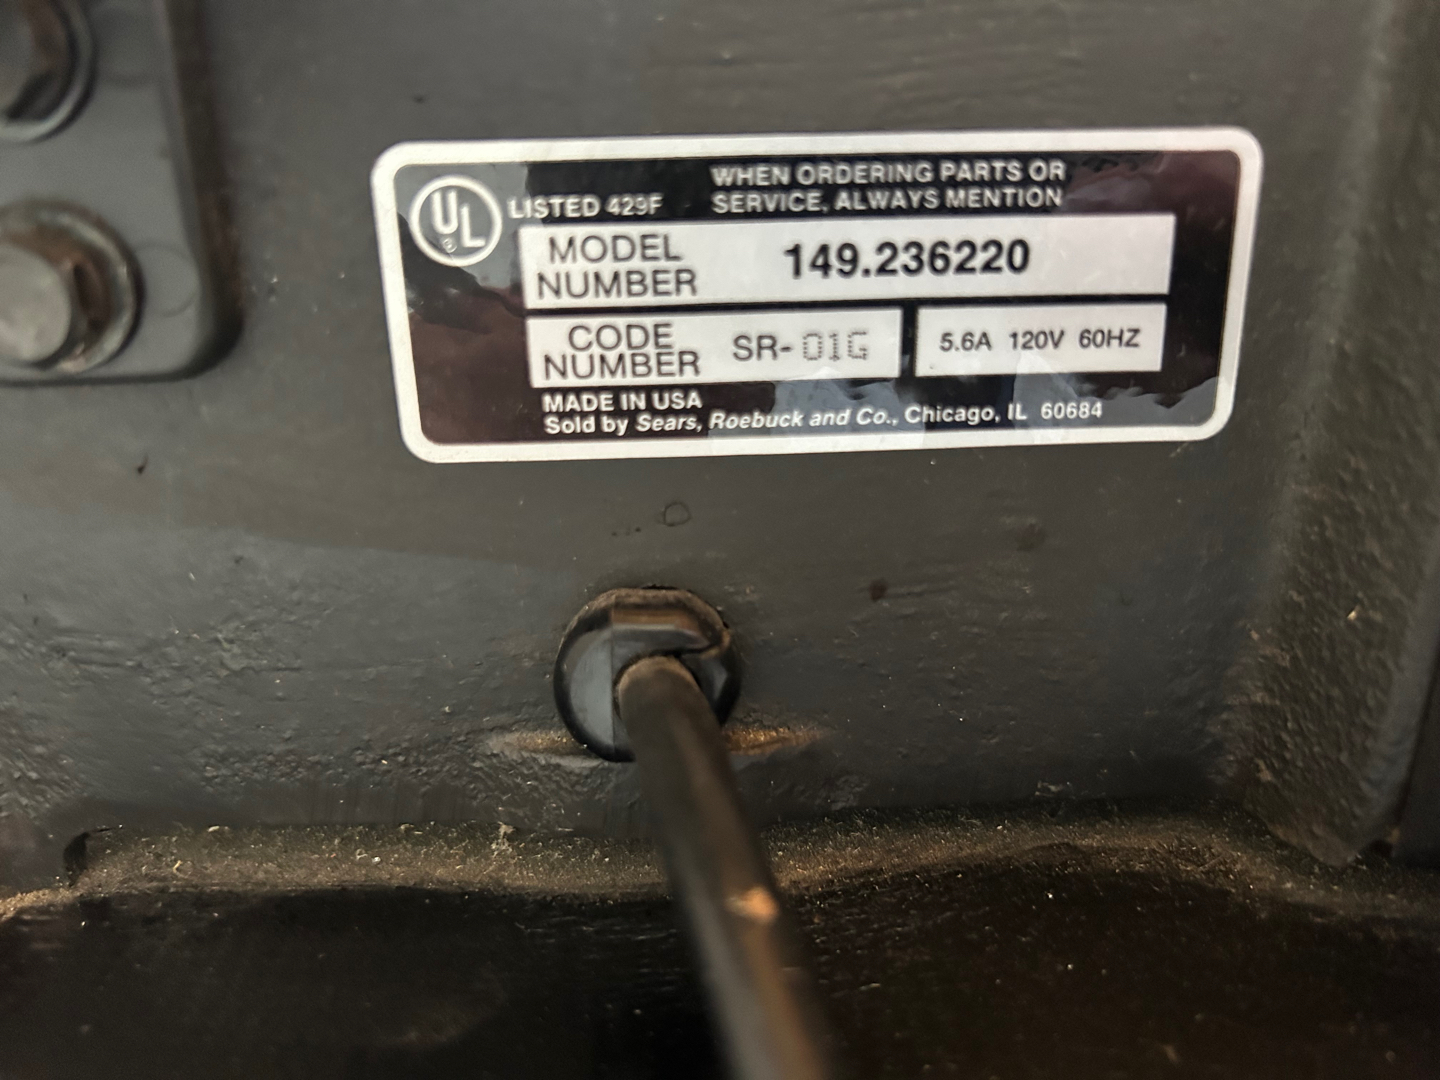 WHEN ORDERING PARTS OR
UL® LISTED 429F SERVICE, ALWAYS MENTION
MODEL NUMBER 149.236220
CODE NUMBER SR-01G 5.6A 120V 60HZ
MADE IN USA
Sold by Sears, Roebuck and Co., Chicago, IL 60684